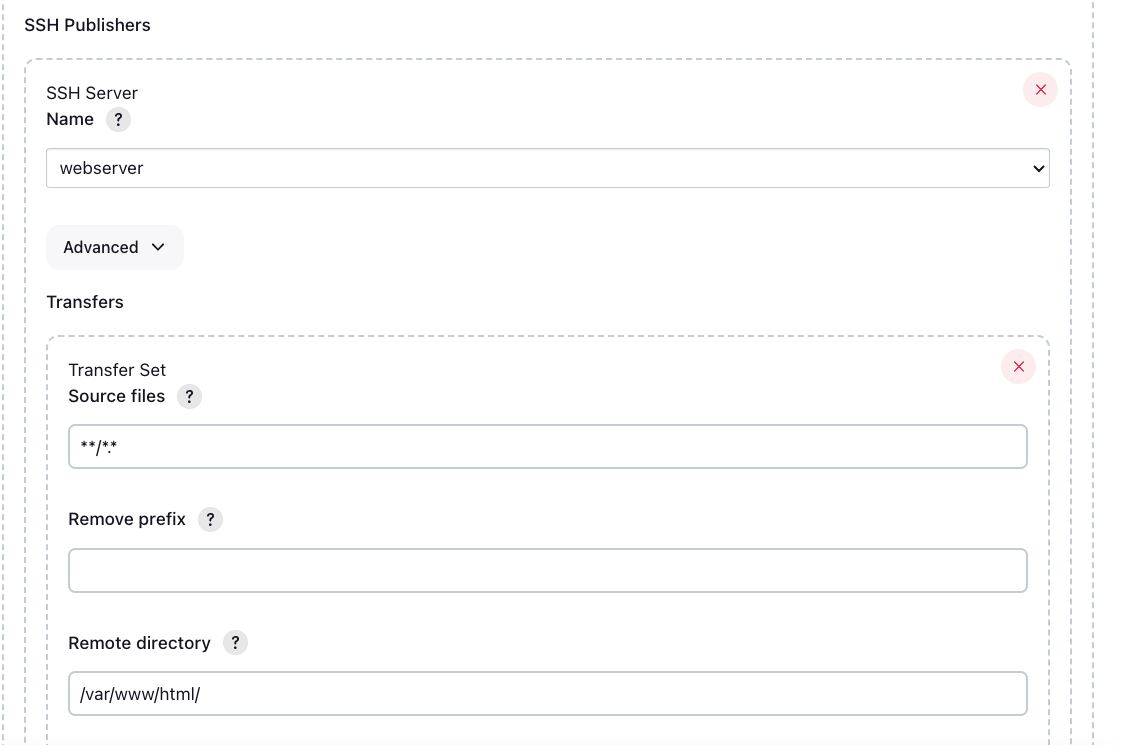 SSH Publishers
SSH Server
Name ?
webserver
Advanced
Transfers
Transfer Set
Source files ?
**/*.*
Remove prefix ?
Remote directory ?
/var/www/html/